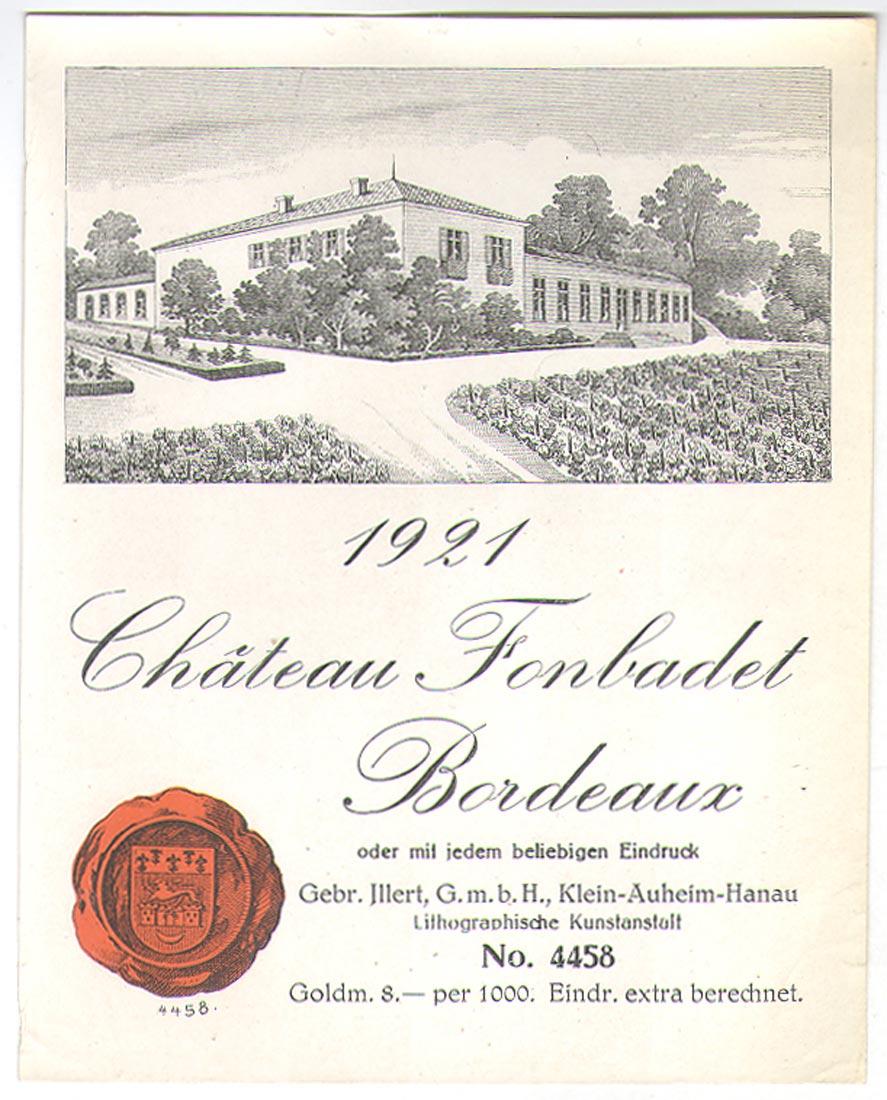 1921
Château Fonbadet
Bordeaux
oder mit jedem beliebigen Eindruck
Gebr. Jllert, G.m.b.H., Klein-Auheim-Hanau
Lithographische Kunstanstalt
No. 4458
Goldm. 8.— per 1000. Eindr. extra berechnet.
4458.